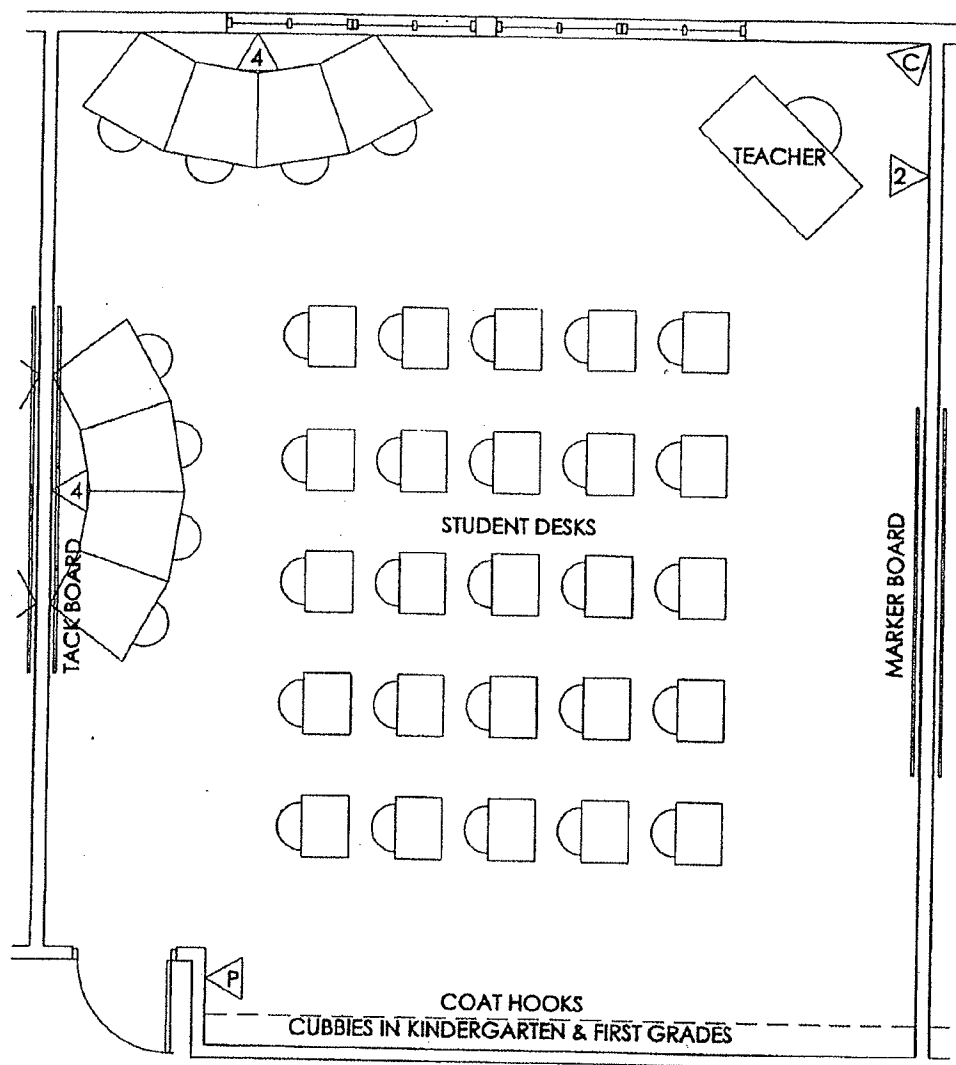 4
C
TEACHER
2
4
TACK BOARD
STUDENT DESKS
MARKER BOARD
P
COAT HOOKS
CUBBIES IN KINDERGARTEN & FIRST GRADES